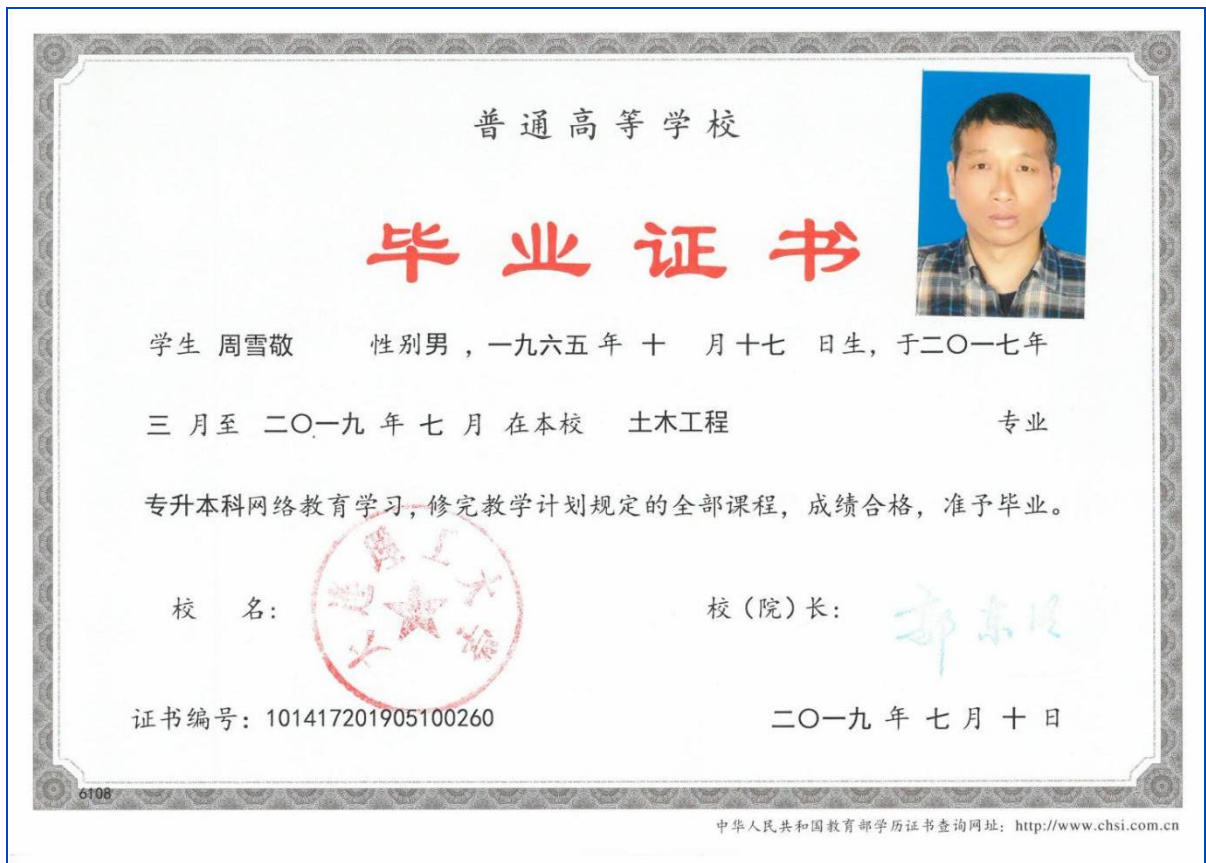 普通高等学校
毕业证书
学生 周雪敬 性别男 ，一九六五 年 十 月 十七 日生，于二〇一七年
三 月至 二〇一九 年 七 月 在本校 土木工程 专业
专升本科网络教育学习，修完教学计划规定的全部课程，成绩合格，准予毕业。
大连理工大学
校 名：
校（院）长：
证书编号：101417201905100260
二〇一九 年 七 月 十 日
6108
中华人民共和国教育部学历证书查询网址：http://www.chsi.com.cn